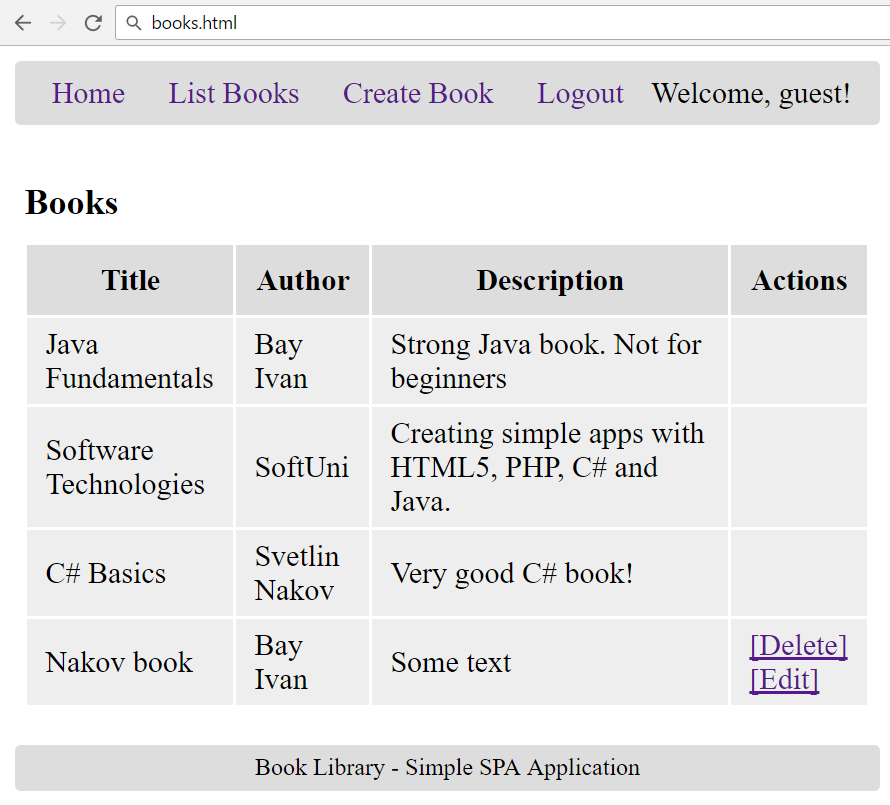 books.html
Home List Books Create Book Logout Welcome, guest!
Books
Title Author Description Actions
Java Fundamentals Bay Ivan Strong Java book. Not for beginners
Software Technologies SoftUni Creating simple apps with HTML5, PHP, C# and Java.
C# Basics Svetlin Nakov Very good C# book!
Nakov book Bay Ivan Some text [Delete] [Edit]
Book Library - Simple SPA Application